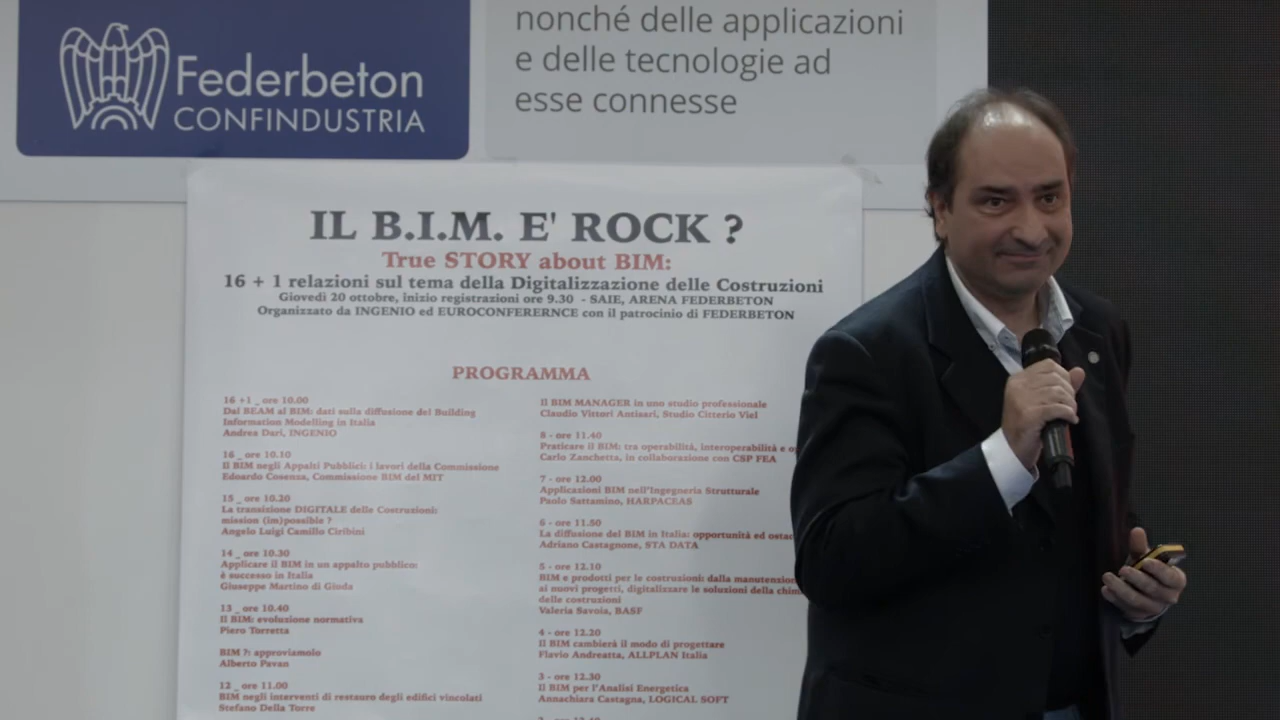 Federbeton
CONFINDUSTRIA
nonché delle applicazioni
e delle tecnologie ad
esse connesse
IL B.I.M. E' ROCK ?
True STORY about BIM:
16 + 1 relazioni sul tema della Digitalizzazione delle Costruzioni
Giovedì 20 ottobre, inizio registrazioni ore 9.30 - SAIE, ARENA FEDERBETON
Organizzato da INGENIO ed EUROCONFERERNCE con il patrocinio di FEDERBETON
PROGRAMMA
16 +1 _ ore 10.00
Dal BEAM al BIM: dati sulla diffusione del Building
Information Modelling in Italia
Andrea Dari, INGENIO
16 _ ore 10.10
Il BIM negli Appalti Pubblici: i lavori della Commissione
Edoardo Cosenza, Commissione BIM del MIT
15 _ ore 10.20
La transizione DIGITALE delle Costruzioni:
mission (im)possible ?
Angelo Luigi Camillo Ciribini
14 _ ore 10.30
Applicare il BIM in un appalto pubblico:
è successo in Italia
Giuseppe Martino di Giuda
13 _ ore 10.40
Il BIM: evoluzione normativa
Piero Torretta
BIM ?: approviamolo
Alberto Pavan
12 _ ore 11.00
BIM negli interventi di restauro degli edifici vincolati
Stefano Della Torre
Il BIM MANAGER in uno studio professionale
Claudio Vittori Antisari, Studio Citterio Viel
8 - ore 11.40
Praticare il BIM: tra operabilità, interoperabilità e
Carlo Zanchetta, in collaborazione con CSP FEA
7 - ore 12.00
Applicazioni BIM nell'Ingegneria Strutturale
Paolo Sattamino, HARPACEAS
6 - ore 11.50
La diffusione del BIM in Italia: opportunità ed ostac
Adriano Castagnone, STA DATA
5 - ore 12.10
BIM e prodotti per le costruzioni: dalla manutenzion
ai nuovi progetti, digitalizzare le soluzioni della chim
delle costruzioni
Valeria Savoia, BASF
4 - ore 12.20
Il BIM cambierà il modo di progettare
Flavio Andreatta, ALLPLAN Italia
3 - ore 12.30
Il BIM per l'Analisi Energetica
Annachiara Castagna, LOGICAL SOFT